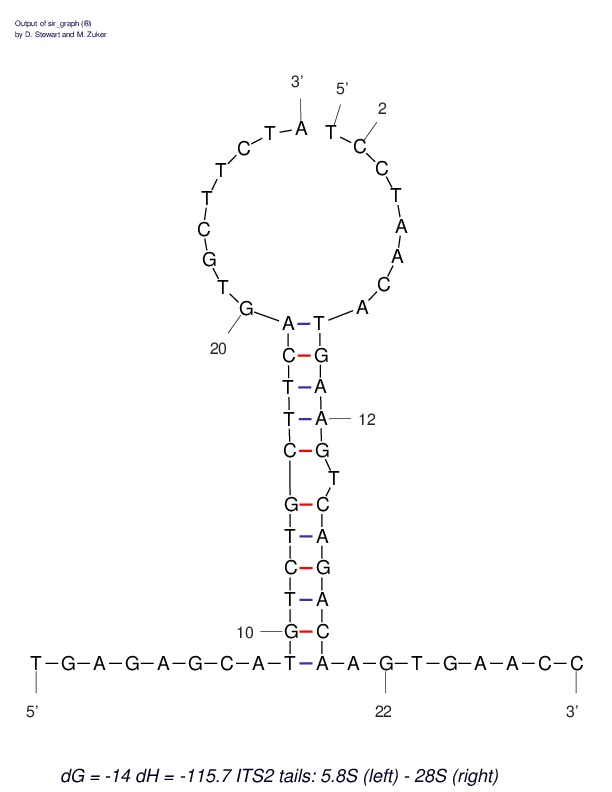 Output of sir_graph (©)
by D. Stewart and M. Zuker
3’
5’
2
T A T
C C
T C
T T
C A
G A
T C
G A
A T
20
C G
T A
T A 12
C G
T
G C
T A
C G
T A
10 G C
T G A G A G C A T A A G T G A A C C
5’ 22 3’
dG = -14 dH = -115.7 ITS2 tails: 5.8S (left) - 28S (right)